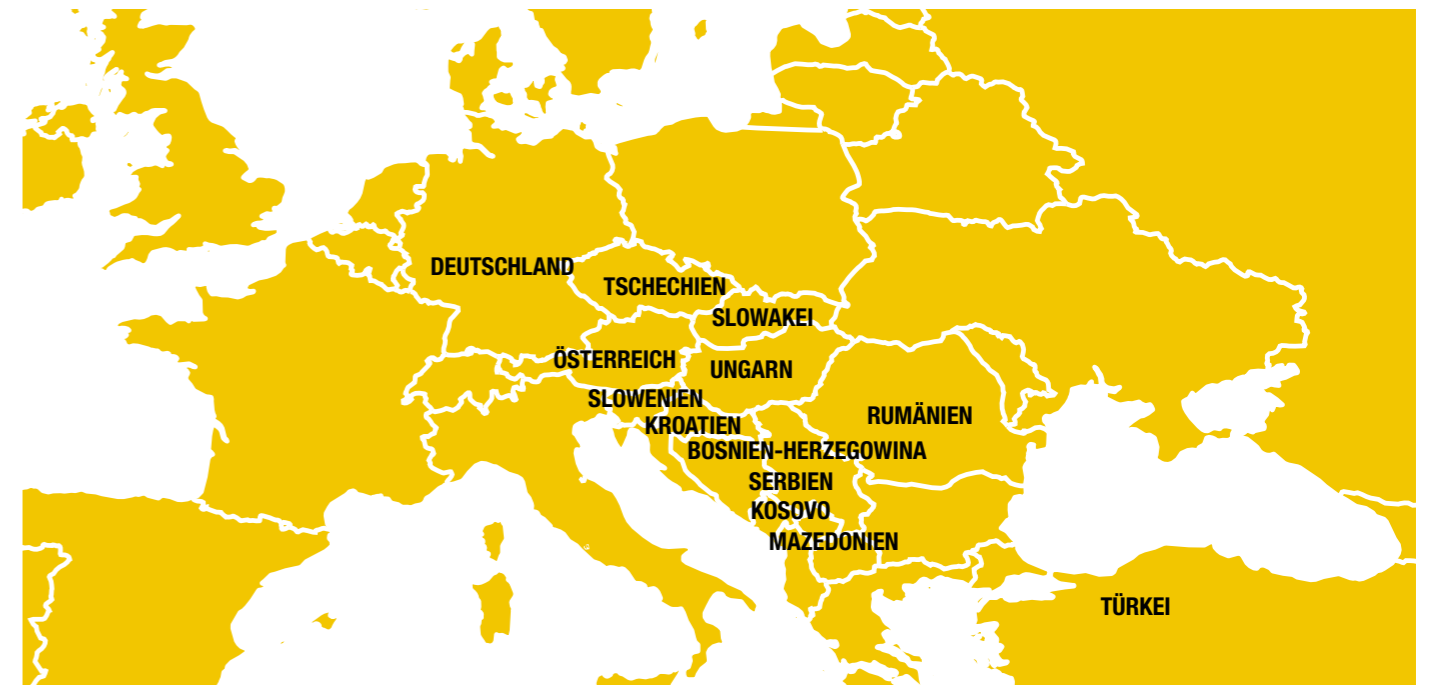 DEUTSCHLAND
TSCHECHIEN
SLOWAKEI
ÖSTERREICH
UNGARN
SLOWENIEN
RUMÄNIEN
KROATIEN
BOSNIEN-HERZEGOWINA
SERBIEN
KOSOVO
MAZEDONIEN
TÜRKEI